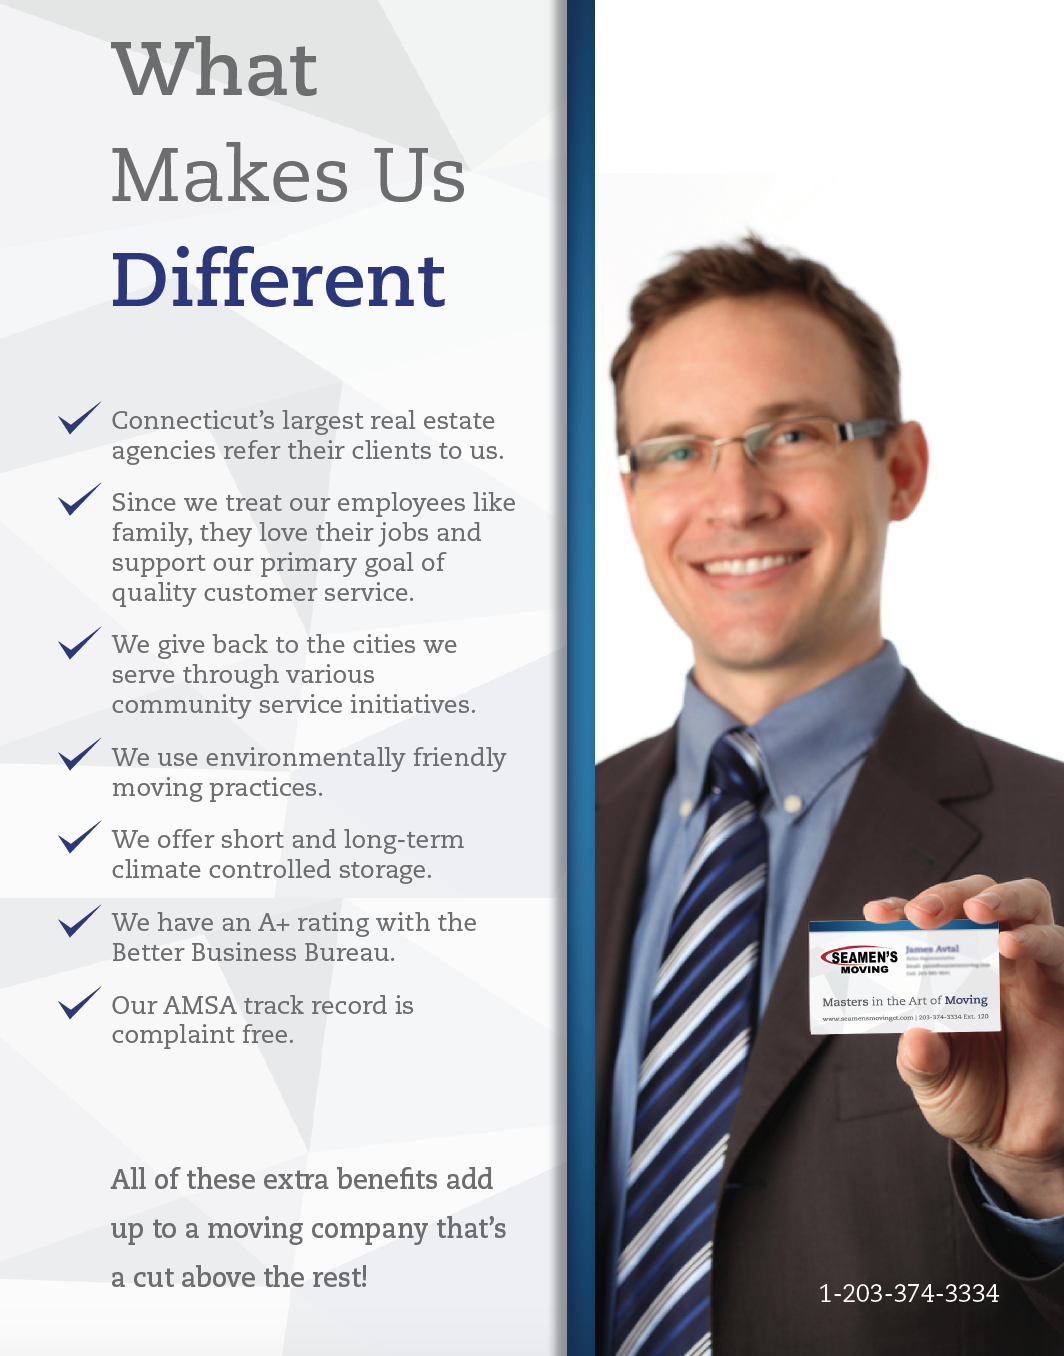 What
Makes Us
Different
Connecticut's largest real estate
agencies refer their clients to us.
Since we treat our employees like
family, they love their jobs and
support our primary goal of
quality customer service.
We give back to the cities we
serve through various
community service initiatives.
We use environmentally friendly
moving practices.
We offer short and long-term
climate controlled storage.
We have an A+ rating with the
Better Business Bureau.
Our AMSA track record is
complaint free.
All of these extra benefits add
up to a moving company that's
a cut above the rest!
SEAMEN'S
MOVING
James Avtal
Masters in the Art of Moving
www.seamensmovingct.com | 203-374-3334 Ext. 120
1-203-374-3334